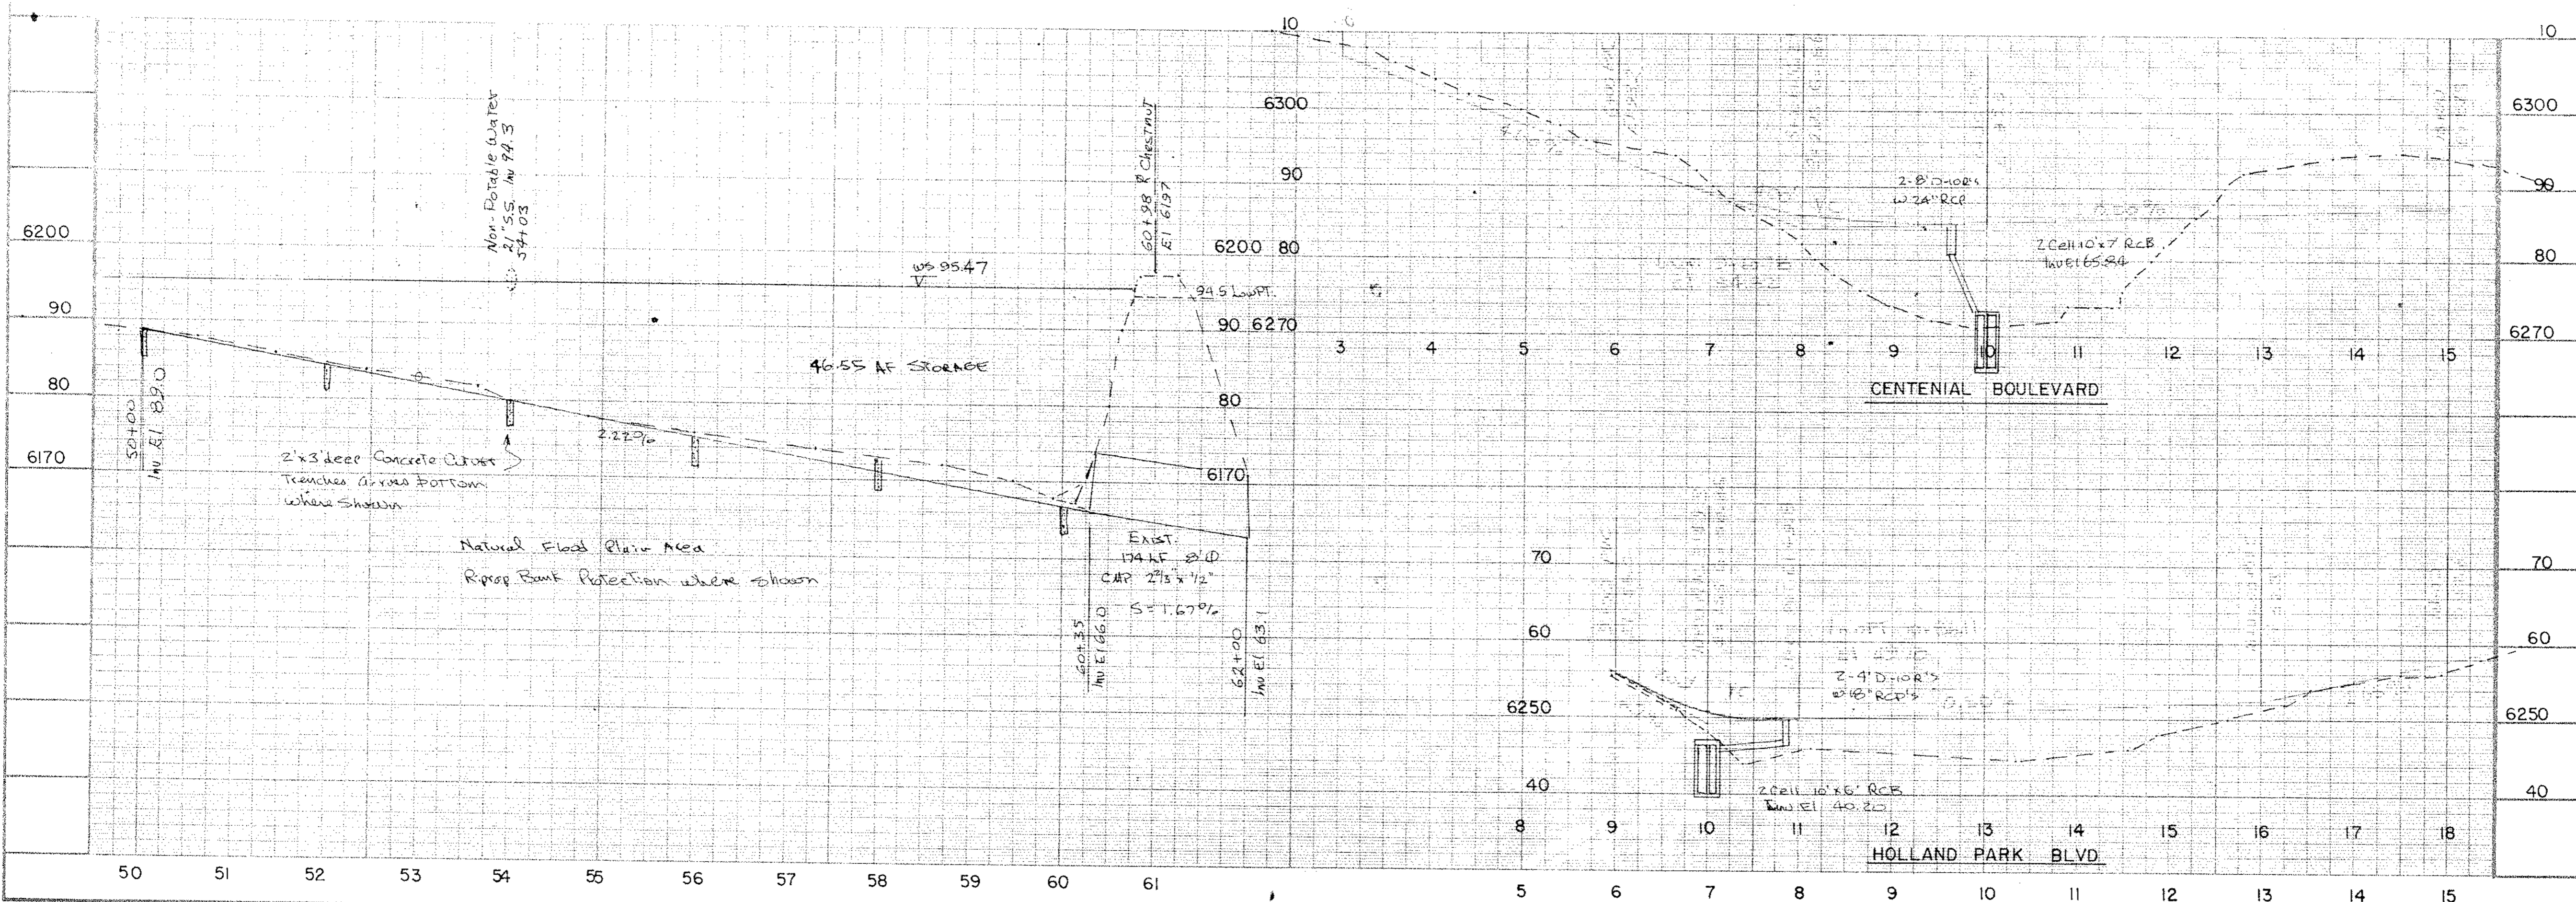 6200
90
80
6170
Non-Potable Water
21" S.S. Inv 94.3
54+03
WS 95.47
46.55 AF STORAGE
50+00
Inv El. 89.0
2.22%
2'x3' deep Concrete Cutoff
Trenches across bottom
where shown
Natural Flood Plain Area
Riprap Bank Protection where shown
60+98 ⅊ Chestnut
El 6197
94.5 Low PT.
EXIST.
174 LF 8'Φ
CMP 2 2/3" x 1/2"
S = 1.67%
60+35
Inv El 66.0
62+00
Inv El 63.1
50 51 52 53 54 55 56 57 58 59 60 61
10
6300
90
6200 80
90 6270
80
6170
2-8' D-10R's
w 24" RCP
2 Cell 10'x7' RCB
Inv El 65.84
10
6300
90
80
6270
3 4 5 6 7 8 9 10 11 12 13 14 15
CENTENIAL BOULEVARD
70
60
6250
40
2-4' D-10R's
w 18" RCP's
2 Cell 10'x6' RCB
Inv El 40.20
70
60
6250
40
8 9 10 11 12 13 14 15 16 17 18
HOLLAND PARK BLVD
5 6 7 8 9 10 11 12 13 14 15